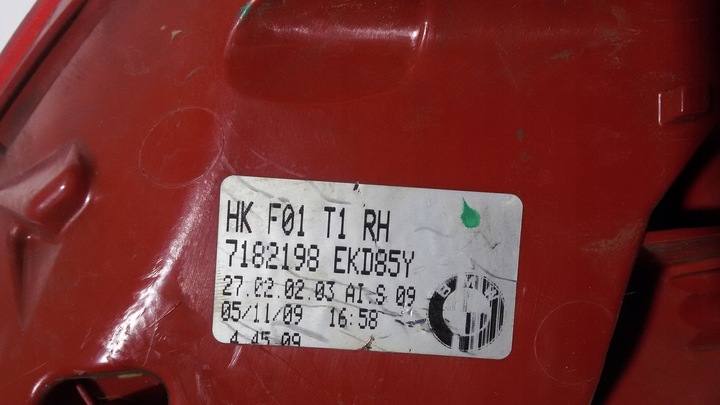 HK F01 T1 RH
7182198 EKD85Y
27.02.02.03 AI.S 09
05/11/09 16:58
4.45.09
BMW